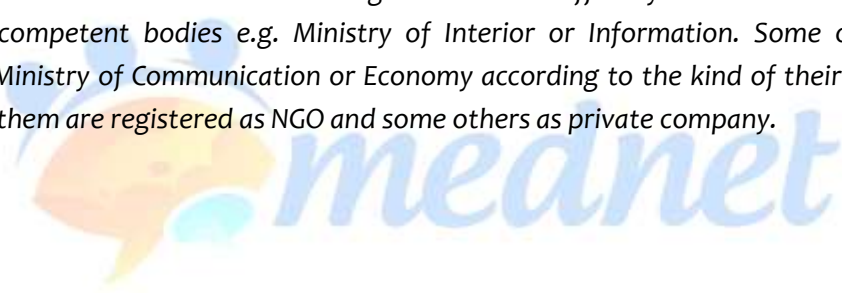 competent bodies e.g. Ministry of Interior or Information. Some
Ministry of Communication or Economy according to the kind of their
them are registered as NGO and some others as private company.
mednet